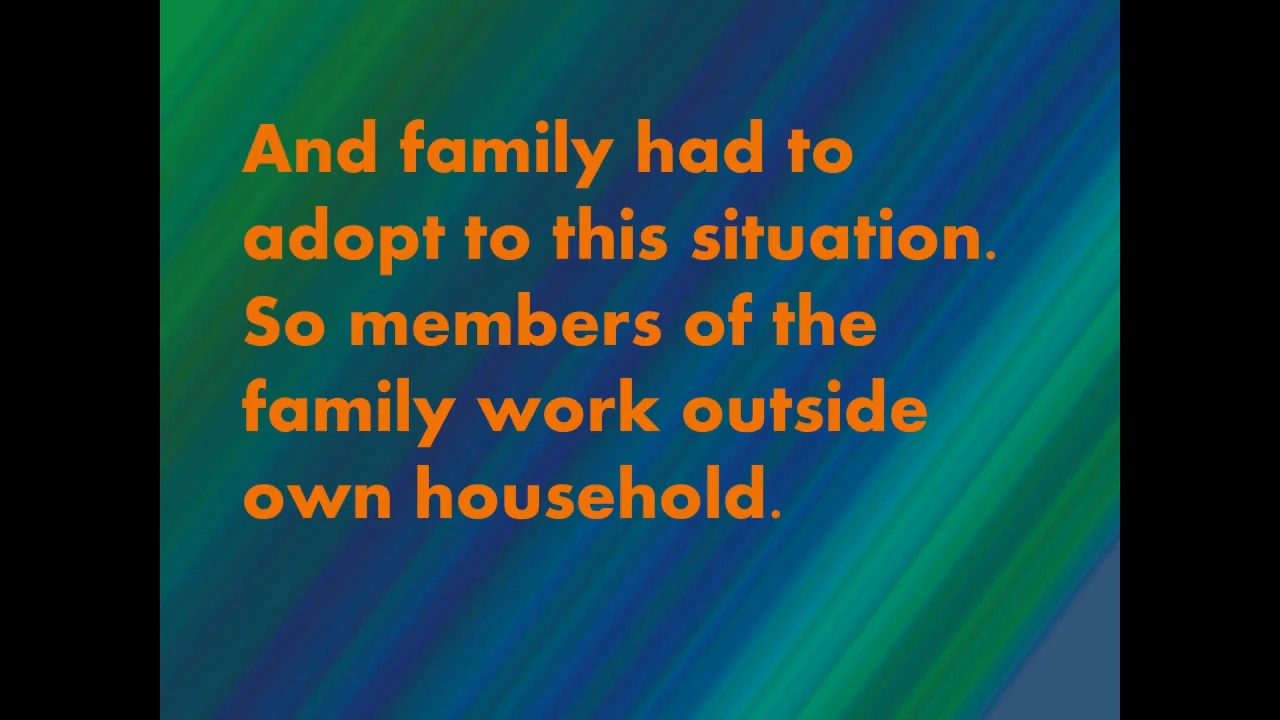 And family had to
adopt to this situation.
So members of the
family work outside
own household.